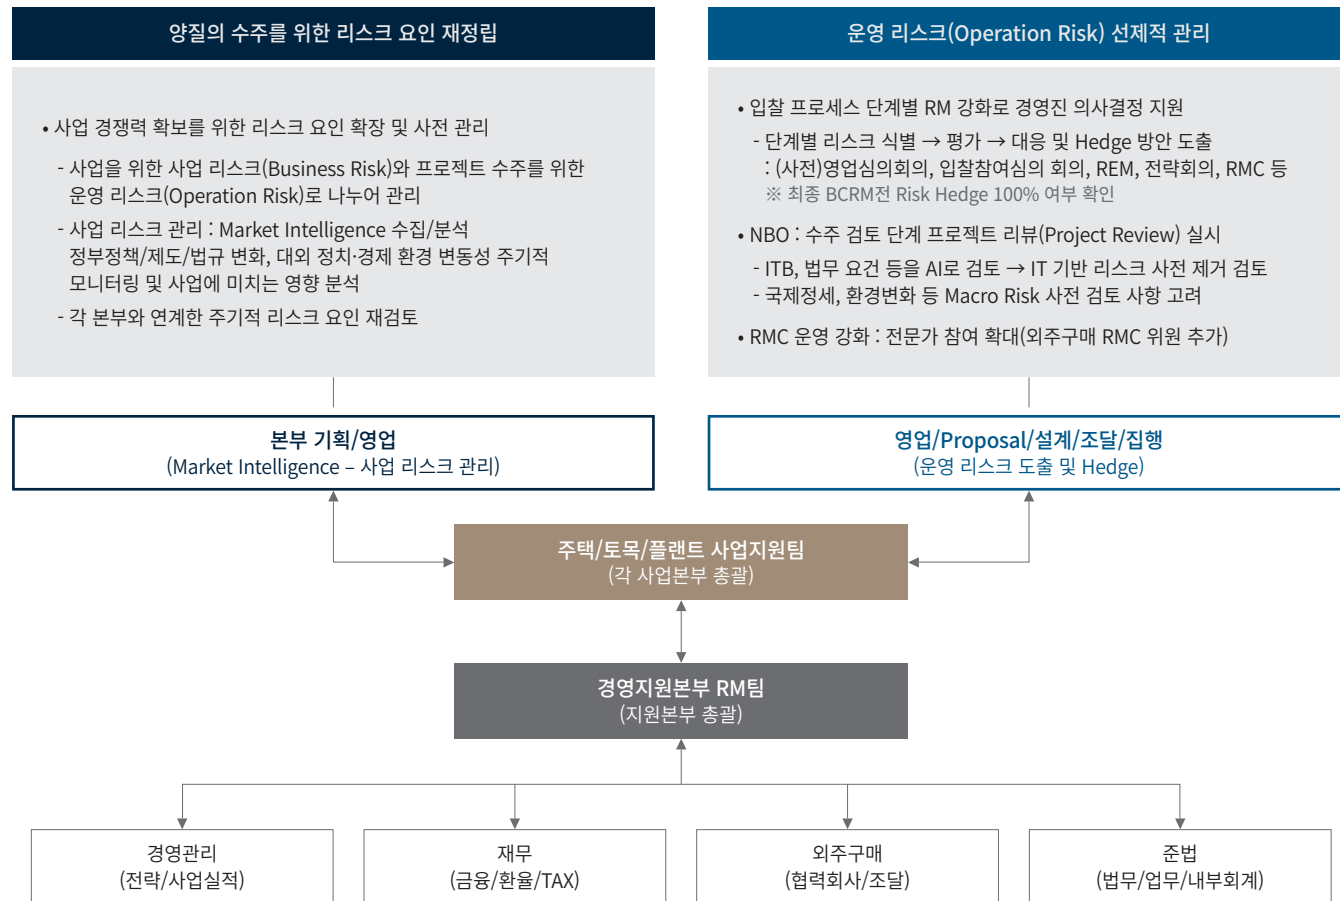 양질의 수주를 위한 리스크 요인 재정립
• 사업 경쟁력 확보를 위한 리스크 요인 확장 및 사전 관리
- 사업을 위한 사업 리스크(Business Risk)와 프로젝트 수주를 위한
운영 리스크(Operation Risk)로 나누어 관리
- 사업 리스크 관리 : Market Intelligence 수집/분석
정부정책/제도/법규 변화, 대외 정치·경제 환경 변동성 주기적
모니터링 및 사업에 미치는 영향 분석
- 각 본부와 연계한 주기적 리스크 요인 재검토
운영 리스크(Operation Risk) 선제적 관리
• 입찰 프로세스 단계별 RM 강화로 경영진 의사결정 지원
- 단계별 리스크 식별 → 평가 → 대응 및 Hedge 방안 도출
: (사전)영업심의회의, 입찰참여심의 회의, REM, 전략회의, RMC 등
※ 최종 BCRM전 Risk Hedge 100% 여부 확인
• NBO : 수주 검토 단계 프로젝트 리뷰(Project Review) 실시
- ITB, 법무 요건 등을 AI로 검토 → IT 기반 리스크 사전 제거 검토
- 국제정세, 환경변화 등 Macro Risk 사전 검토 사항 고려
• RMC 운영 강화 : 전문가 참여 확대(외주구매 RMC 위원 추가)
본부 기획/영업
(Market Intelligence – 사업 리스크 관리)
영업/Proposal/설계/조달/집행
(운영 리스크 도출 및 Hedge)
주택/토목/플랜트 사업지원팀
(각 사업본부 총괄)
경영지원본부 RM팀
(지원본부 총괄)
경영관리
(전략/사업실적)
재무
(금융/환율/TAX)
외주구매
(협력회사/조달)
준법
(법무/업무/내부회계)